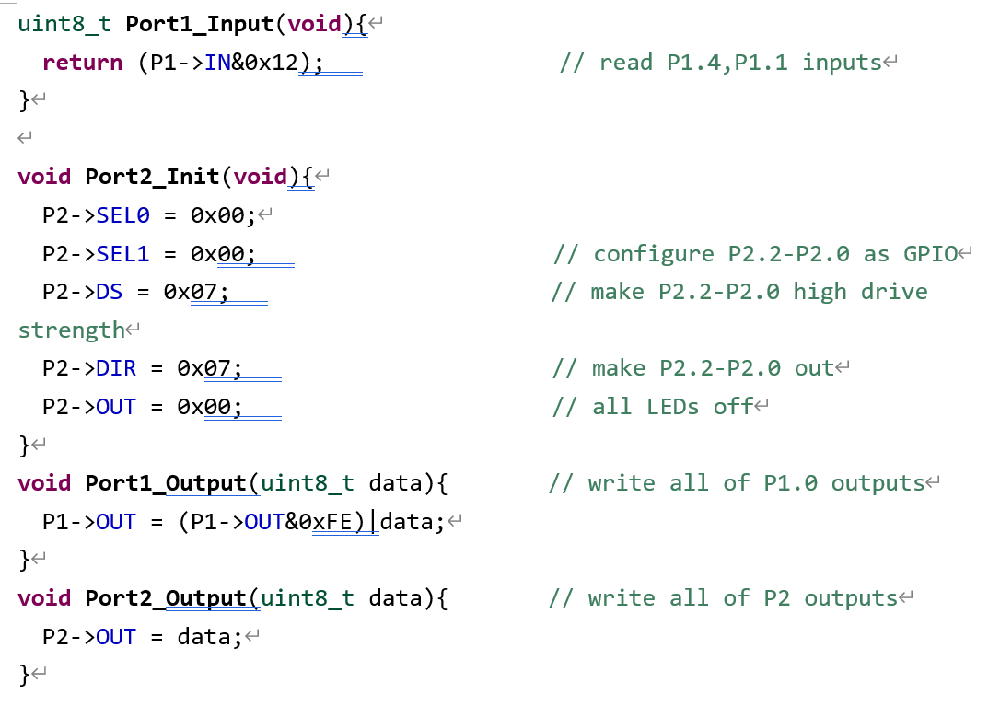 uint8_t Port1_Input(void){↵
return (P1->IN&0x12); // read P1.4,P1.1 inputs↵
}↵
↵
void Port2_Init(void){↵
P2->SEL0 = 0x00;↵
P2->SEL1 = 0x00; // configure P2.2-P2.0 as GPIO↵
P2->DS = 0x07; // make P2.2-P2.0 high drive
strength↵
P2->DIR = 0x07; // make P2.2-P2.0 out↵
P2->OUT = 0x00; // all LEDs off↵
}↵
void Port1_Output(uint8_t data){ // write all of P1.0 outputs↵
P1->OUT = (P1->OUT&0xFE)|data;↵
}↵
void Port2_Output(uint8_t data){ // write all of P2 outputs↵
P2->OUT = data;↵
}↵